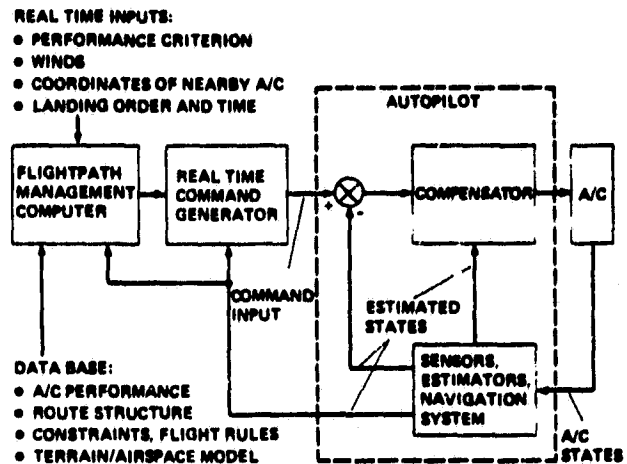 REAL TIME INPUTS:
● PERFORMANCE CRITERION
● WINDS
● COORDINATES OF NEARBY A/C
● LANDING ORDER AND TIME
AUTOPILOT
FLIGHTPATH
MANAGEMENT
COMPUTER
REAL TIME
COMMAND
GENERATOR
+
-
COMPENSATOR
A/C
COMMAND
INPUT
ESTIMATED
STATES
SENSORS,
ESTIMATORS,
NAVIGATION
SYSTEM
A/C
STATES
DATA BASE:
● A/C PERFORMANCE
● ROUTE STRUCTURE
● CONSTRAINTS, FLIGHT RULES
● TERRAIN/AIRSPACE MODEL